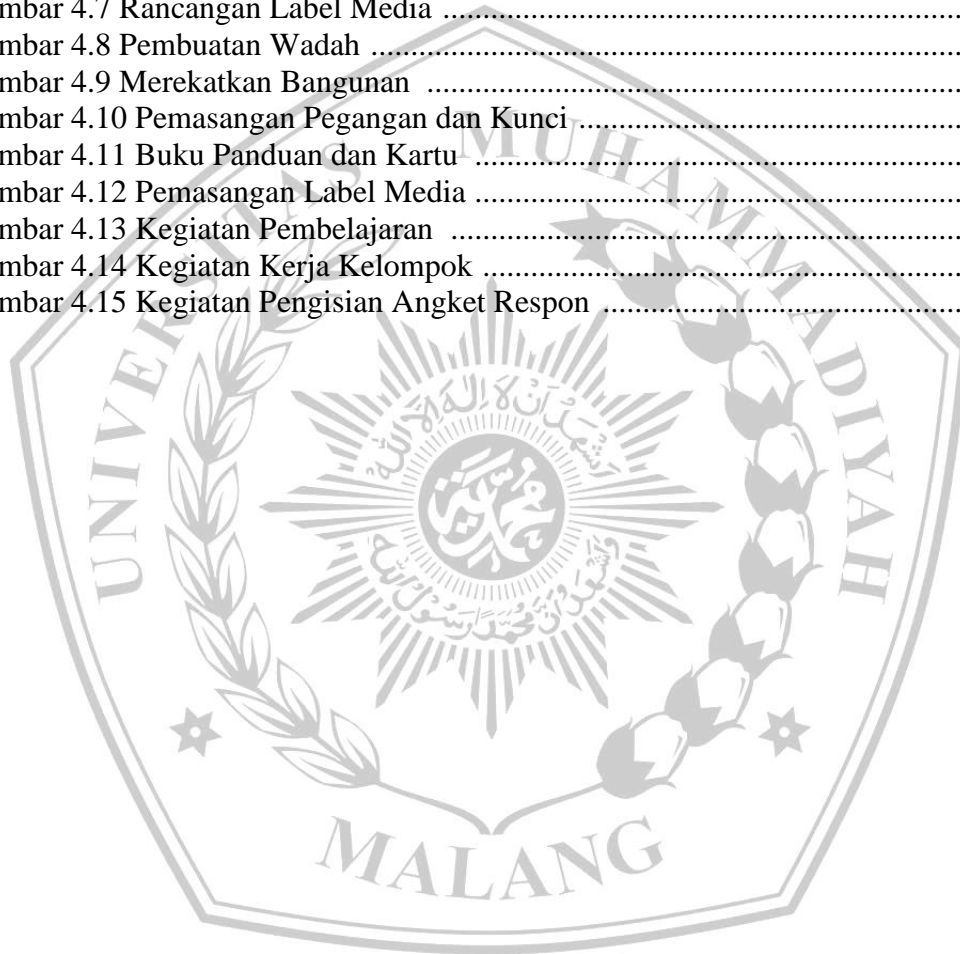 mbar 4.7 Rancangan Label Media ................................................................
mbar 4.8 Pembuatan Wadah ................................................................
mbar 4.9 Merekatkan Bangunan ................................................................
mbar 4.10 Pemasangan Pegangan dan Kunci ................................................
mbar 4.11 Buku Panduan dan Kartu ................................................................
mbar 4.12 Pemasangan Label Media ................................................................
mbar 4.13 Kegiatan Pembelajaran ................................................................
mbar 4.14 Kegiatan Kerja Kelompok ................................................................
mbar 4.15 Kegiatan Pengisian Angket Respon ................................................
UNIVERSITAS MUHAMMADIYAH
MALANG